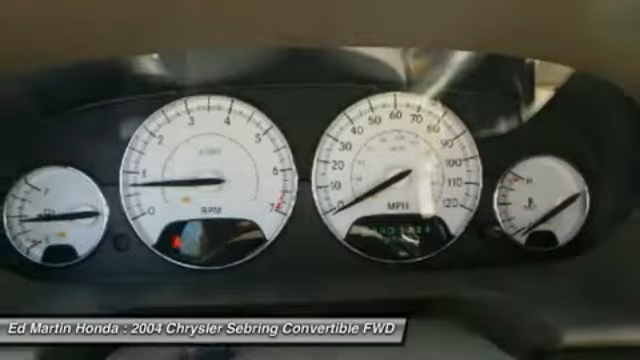 1 2 3 4 5 6 7 0
RPM
0 10 20 30 40 50 60 70 80 90 100 110 120
MPH
F
H
Ed Martin Honda : 2004 Chrysler Sebring Convertible FWD